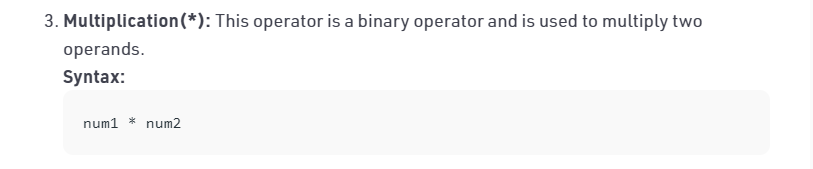 3. Multiplication(*): This operator is a binary operator and is used to multiply two
operands.
Syntax:
num1 * num2